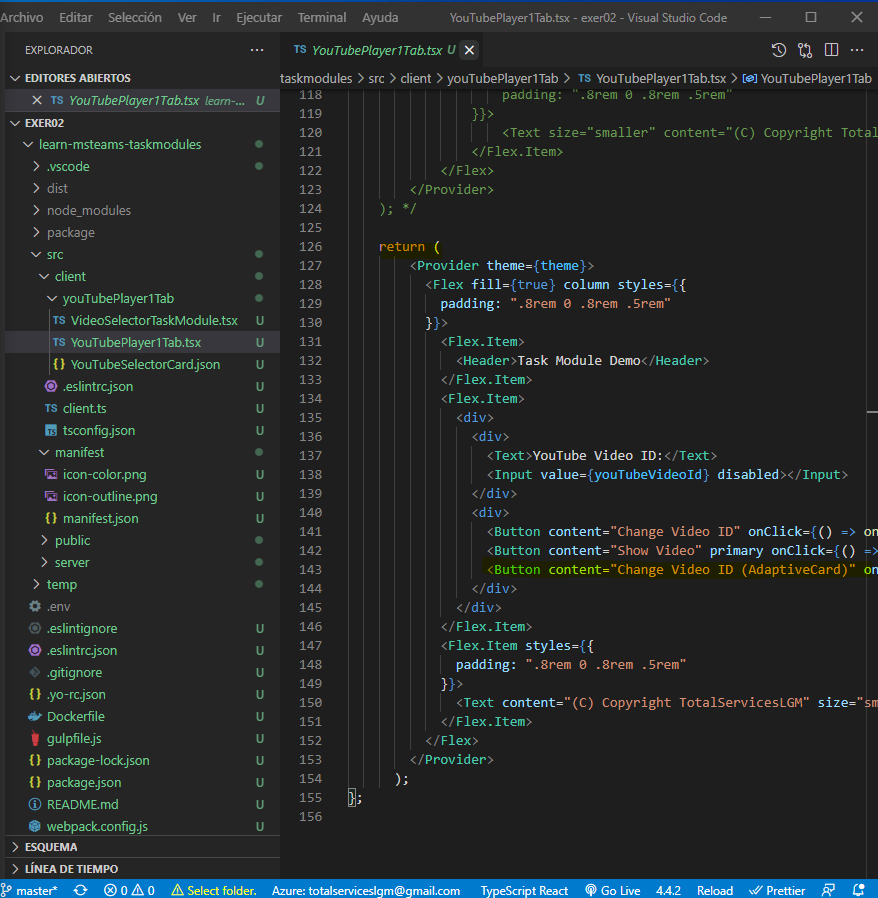 Archivo Editar Selección Ver Ir Ejecutar Terminal Ayuda YouTubePlayer1Tab.tsx - exer02 - Visual Studio Code
EXPLORADOR
EDITORES ABIERTOS
TS YouTubePlayer1Tab.tsx learn-... U
EXER02
learn-msteams-taskmodules
.vscode
dist
node_modules
package
src
client
youTubePlayer1Tab
TS VideoSelectorTaskModule.tsx U
TS YouTubePlayer1Tab.tsx U
{} YouTubeSelectorCard.json U
.eslintrc.json U
TS client.ts U
TS tsconfig.json U
manifest
icon-color.png U
icon-outline.png U
{} manifest.json U
public
server
temp
.env
.eslintignore U
.eslintrc.json U
.gitignore U
{} .yo-rc.json U
Dockerfile U
gulpfile.js U
{} package-lock.json U
{} package.json U
README.md U
webpack.config.js U
ESQUEMA
LÍNEA DE TIEMPO
TS YouTubePlayer1Tab.tsx U
taskmodules > src > client > youTubePlayer1Tab > TS YouTubePlayer1Tab.tsx > YouTubePlayer1Tab
118 padding: ".8rem 0 .8rem .5rem"
119 }}>
120 <Text size="smaller" content="(C) Copyright Total
121 </Flex.Item>
122 </Flex>
123 </Provider>
124 ); */
125
126 return (
127 <Provider theme={theme}>
128 <Flex fill={true} column styles={{
129 padding: ".8rem 0 .8rem .5rem"
130 }}>
131 <Flex.Item>
132 <Header>Task Module Demo</Header>
133 </Flex.Item>
134 <Flex.Item>
135 <div>
136 <div>
137 <Text>YouTube Video ID:</Text>
138 <Input value={youTubeVideoId} disabled></Input>
139 </div>
140 <div>
141 <Button content="Change Video ID" onClick={() => on
142 <Button content="Show Video" primary onClick={() =>
143 <Button content="Change Video ID (AdaptiveCard)" on
144 </div>
145 </div>
146 </Flex.Item>
147 <Flex.Item styles={{
148 padding: ".8rem 0 .8rem .5rem"
149 }}>
150 <Text content="(C) Copyright TotalServicesLGM" size="sm
151 </Flex.Item>
152 </Flex>
153 </Provider>
154 );
155 };
156
master* 0 0 Select folder. Azure: totalserviceslgm@gmail.com TypeScript React Go Live 4.4.2 Reload Prettier